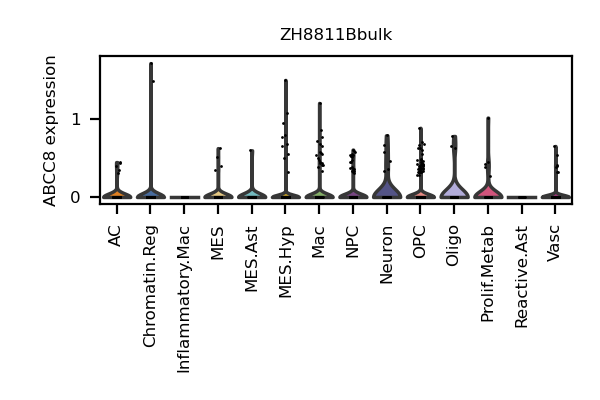 ZH8811Bbulk
ABCC8 expression
1
0
AC
Chromatin.Reg
Inflammatory.Mac
MES
MES.Ast
MES.Hyp
Mac
NPC
Neuron
OPC
Oligo
Prolif.Metab
Reactive.Ast
Vasc